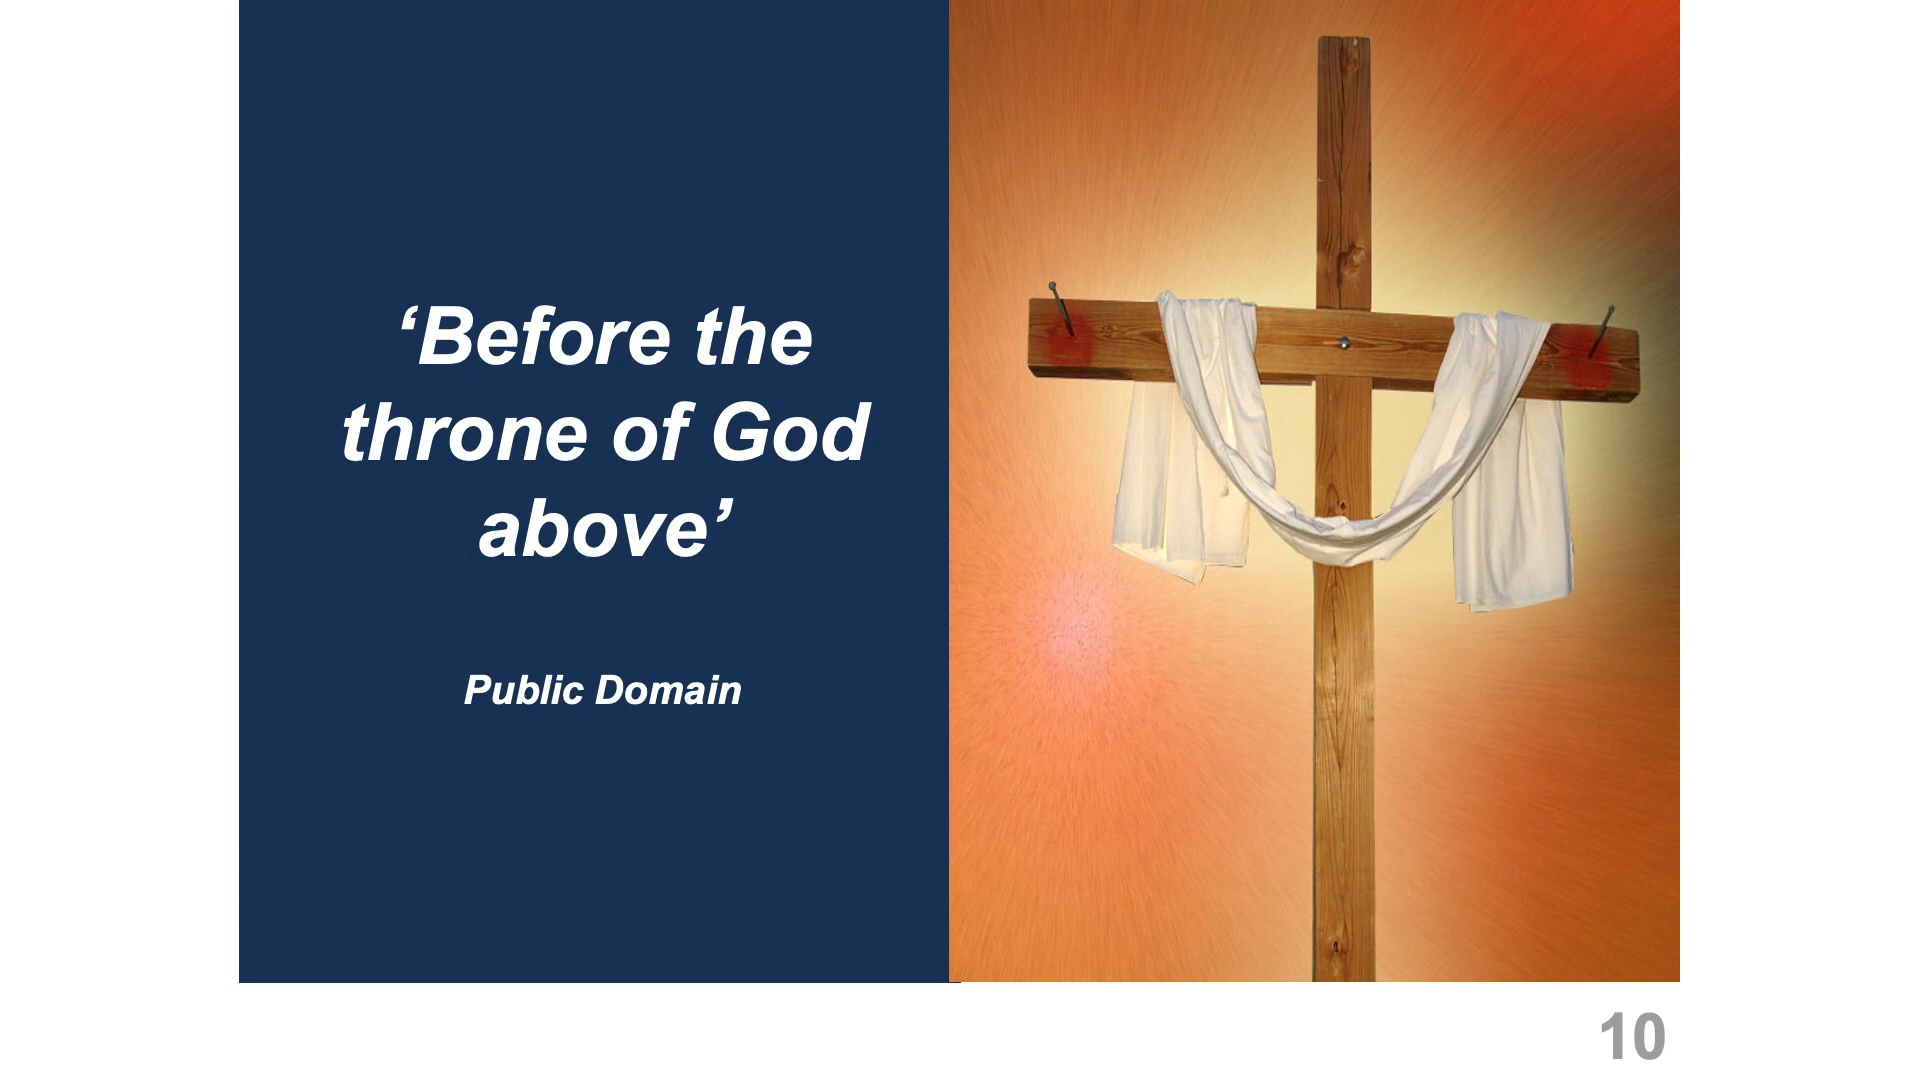 ‘Before the
throne of God
above’
Public Domain
10